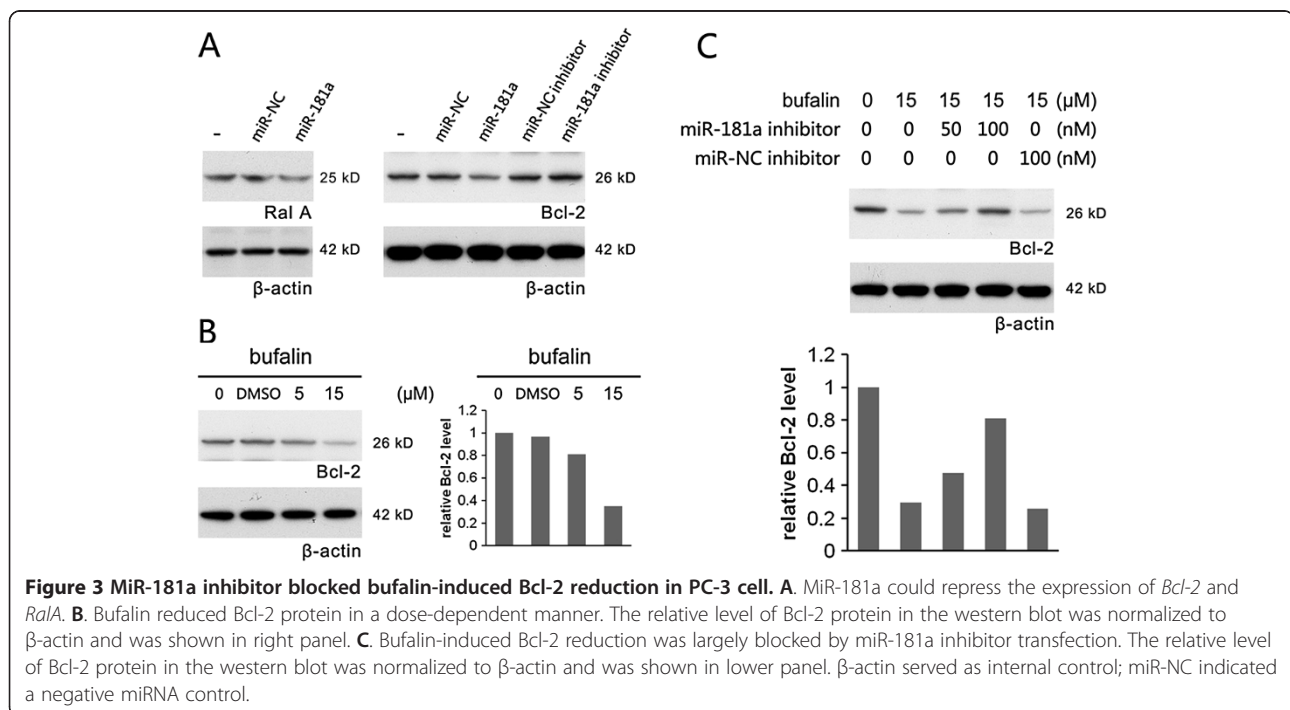 A
- miR-NC miR-181a
25 kD
Ral A
42 kD
β-actin
- miR-NC miR-181a miR-NC inhibitor miR-181a inhibitor
26 kD
Bcl-2
42 kD
β-actin
B
bufalin
0 DMSO 5 15 (μM)
26 kD
Bcl-2
42 kD
β-actin
bufalin
0 DMSO 5 15
relative Bcl-2 level
1.2
1
0.8
0.6
0.4
0.2
0
C
bufalin 0 15 15 15 15 (μM)
miR-181a inhibitor 0 0 50 100 0 (nM)
miR-NC inhibitor 0 0 0 0 100 (nM)
26 kD
Bcl-2
42 kD
β-actin
relative Bcl-2 level
1.2
1
0.8
0.6
0.4
0.2
0
Figure 3 MiR-181a inhibitor blocked bufalin-induced Bcl-2 reduction in PC-3 cell. A. MiR-181a could repress the expression of Bcl-2 and
RalA. B. Bufalin reduced Bcl-2 protein in a dose-dependent manner. The relative level of Bcl-2 protein in the western blot was normalized to
β-actin and was shown in right panel. C. Bufalin-induced Bcl-2 reduction was largely blocked by miR-181a inhibitor transfection. The relative level
of Bcl-2 protein in the western blot was normalized to β-actin and was shown in lower panel. β-actin served as internal control; miR-NC indicated
a negative miRNA control.